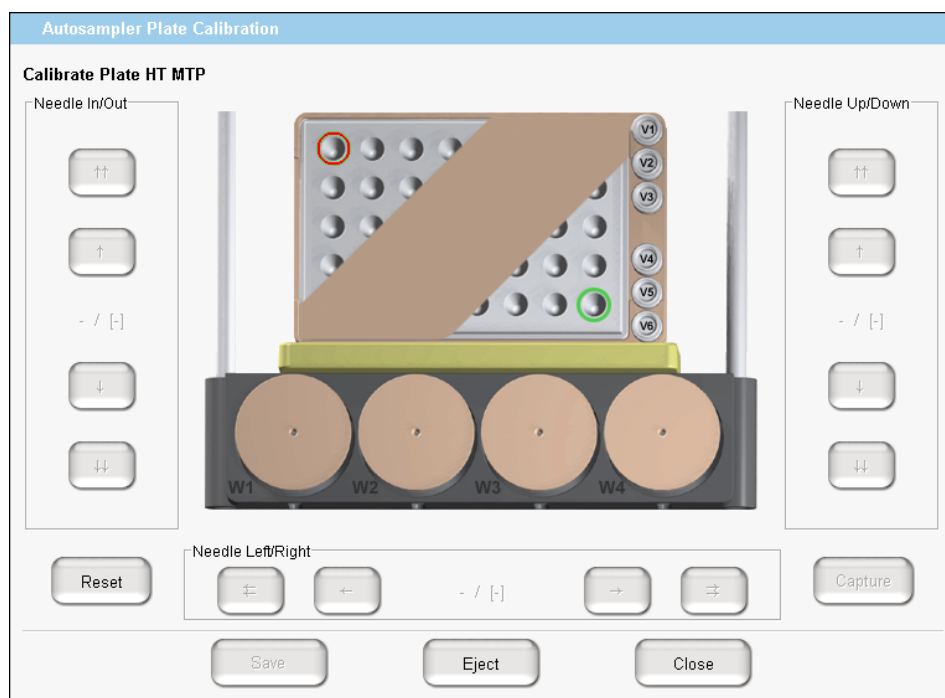 Autosampler Plate Calibration
Calibrate Plate HT MTP
Needle In/Out
Needle Up/Down
V1
V2
V3
V4
V5
V6
↑↑
↑
- / [-]
↓
↓↓
↑↑
↑
- / [-]
↓
↓↓
W1 W2 W3 W4
Needle Left/Right
Reset
⇇ ← - / [-] → ⇉
Capture
Save Eject Close